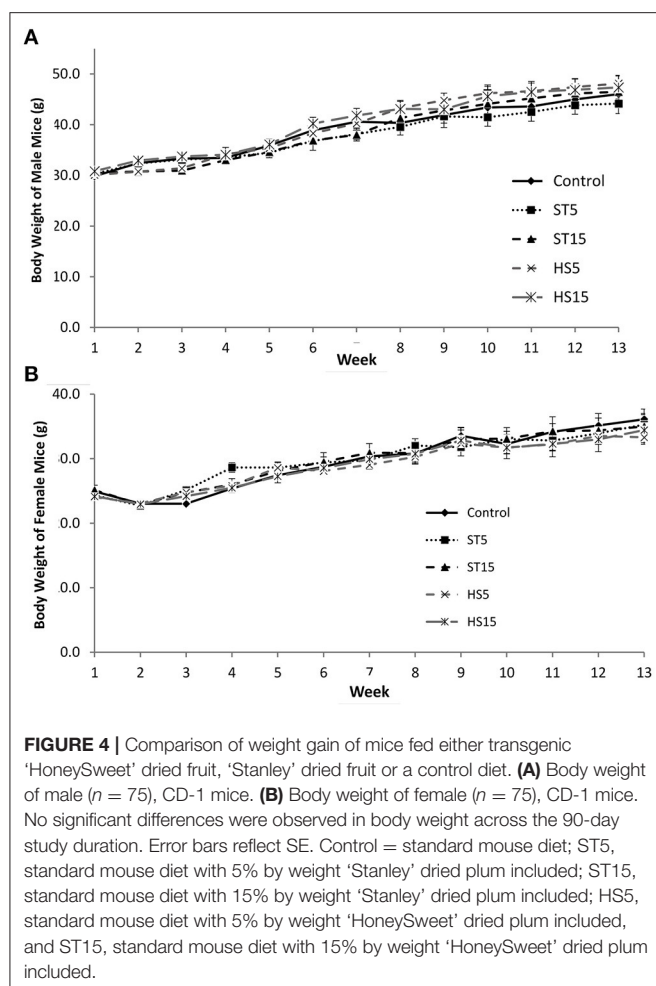 A
50.0
40.0
30.0
20.0
10.0
0.0
Body Weight of Male Mice (g)
Control
ST5
ST15
HS5
HS15
1 2 3 4 5 6 7 8 9 10 11 12 13
Week
B
40.0
0.0
0.0
0.0
0.0
Body Weight of Female Mice (g)
Control
ST5
ST15
HS5
HS15
1 2 3 4 5 6 7 8 9 10 11 12 13
Week
FIGURE 4 | Comparison of weight gain of mice fed either transgenic
'HoneySweet' dried fruit, 'Stanley' dried fruit or a control diet. (A) Body weight
of male (n = 75), CD-1 mice. (B) Body weight of female (n = 75), CD-1 mice.
No significant differences were observed in body weight across the 90-day
study duration. Error bars reflect SE. Control = standard mouse diet; ST5,
standard mouse diet with 5% by weight 'Stanley' dried plum included; ST15,
standard mouse diet with 15% by weight 'Stanley' dried plum included; HS5,
standard mouse diet with 5% by weight 'HoneySweet' dried plum included,
and ST15, standard mouse diet with 15% by weight 'HoneySweet' dried plum
included.